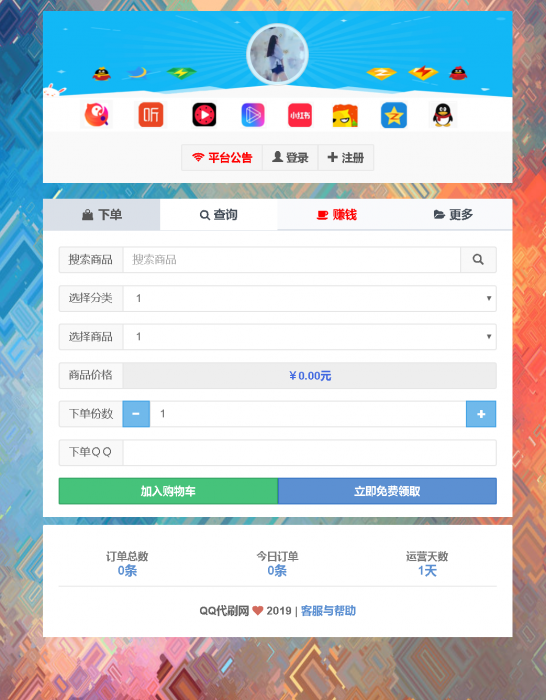 听
小红书
平台公告 登录 注册
下单 查询 赚钱 更多
搜索商品 搜索商品
选择分类 1
选择商品 1
商品价格 ￥0.00元
下单份数 1
下单ＱＱ
加入购物车 立即免费领取
订单总数 今日订单 运营天数
0条 0条 1天
QQ代刷网 2019 | 客服与帮助